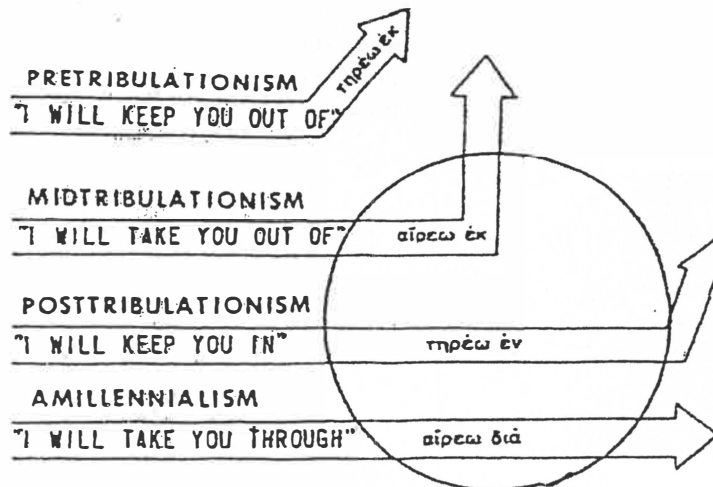 τηρέω ἐκ
PRETRIBULATIONISM
"I WILL KEEP YOU OUT OF"
MIDTRIBULATIONISM
"I WILL TAKE YOU OUT OF" αἴρεω ἐκ
POSTTRIBULATIONISM
"I WILL KEEP YOU IN" τηρέω ἐν
AMILLENNIALISM
"I WILL TAKE YOU THROUGH" αἴρεω διά